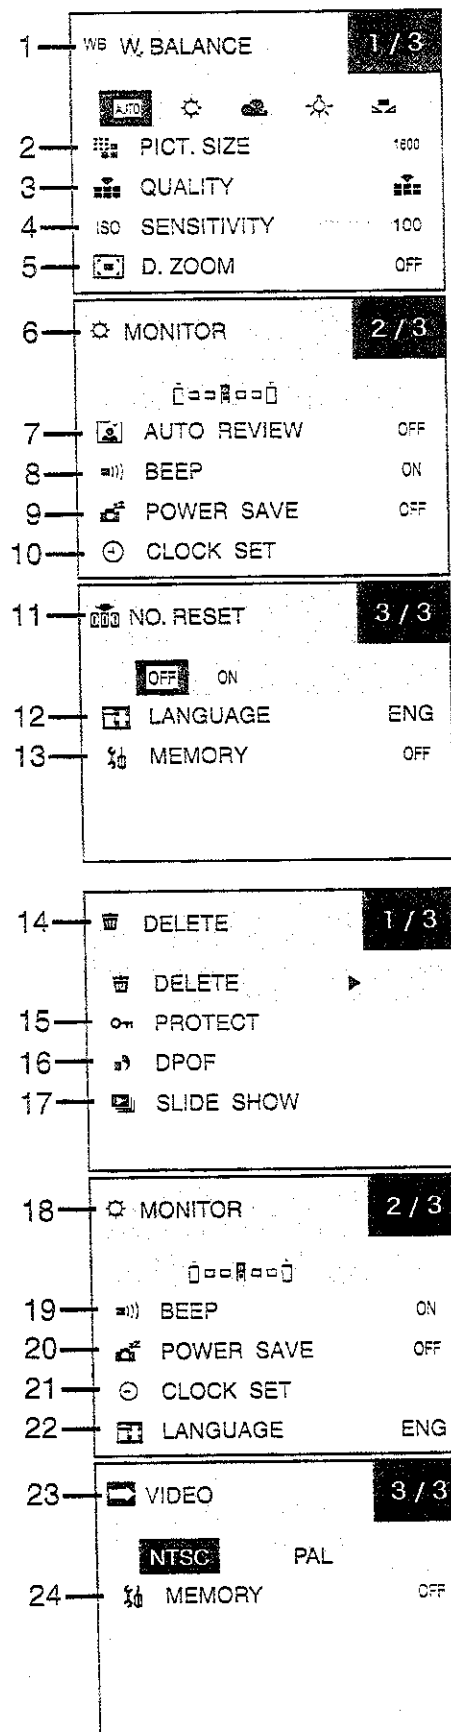 1 WB W. BALANCE 1/3
AUTO
2 PICT. SIZE 1600
3 QUALITY
4 ISO SENSITIVITY 100
5 D. ZOOM OFF
6 MONITOR 2/3
7 AUTO REVIEW OFF
8 BEEP ON
9 POWER SAVE OFF
10 CLOCK SET
11 NO. RESET 3/3
OFF ON
12 LANGUAGE ENG
13 MEMORY OFF
14 DELETE 1/3
DELETE
15 PROTECT
16 DPOF
17 SLIDE SHOW
18 MONITOR 2/3
19 BEEP ON
20 POWER SAVE OFF
21 CLOCK SET
22 LANGUAGE ENG
23 VIDEO 3/3
NTSC PAL
24 MEMORY OFF